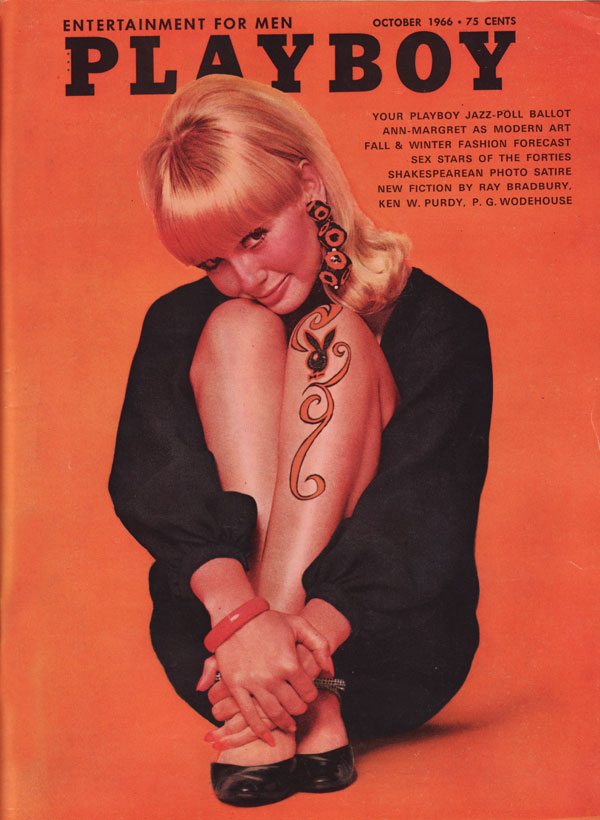 ENTERTAINMENT FOR MEN
OCTOBER 1966 • 75 CENTS
PLAYBOY
YOUR PLAYBOY JAZZ-POLL BALLOT
ANN-MARGRET AS MODERN ART
FALL & WINTER FASHION FORECAST
SEX STARS OF THE FORTIES
SHAKESPEAREAN PHOTO SATIRE
NEW FICTION BY RAY BRADBURY,
KEN W. PURDY, P. G. WODEHOUSE